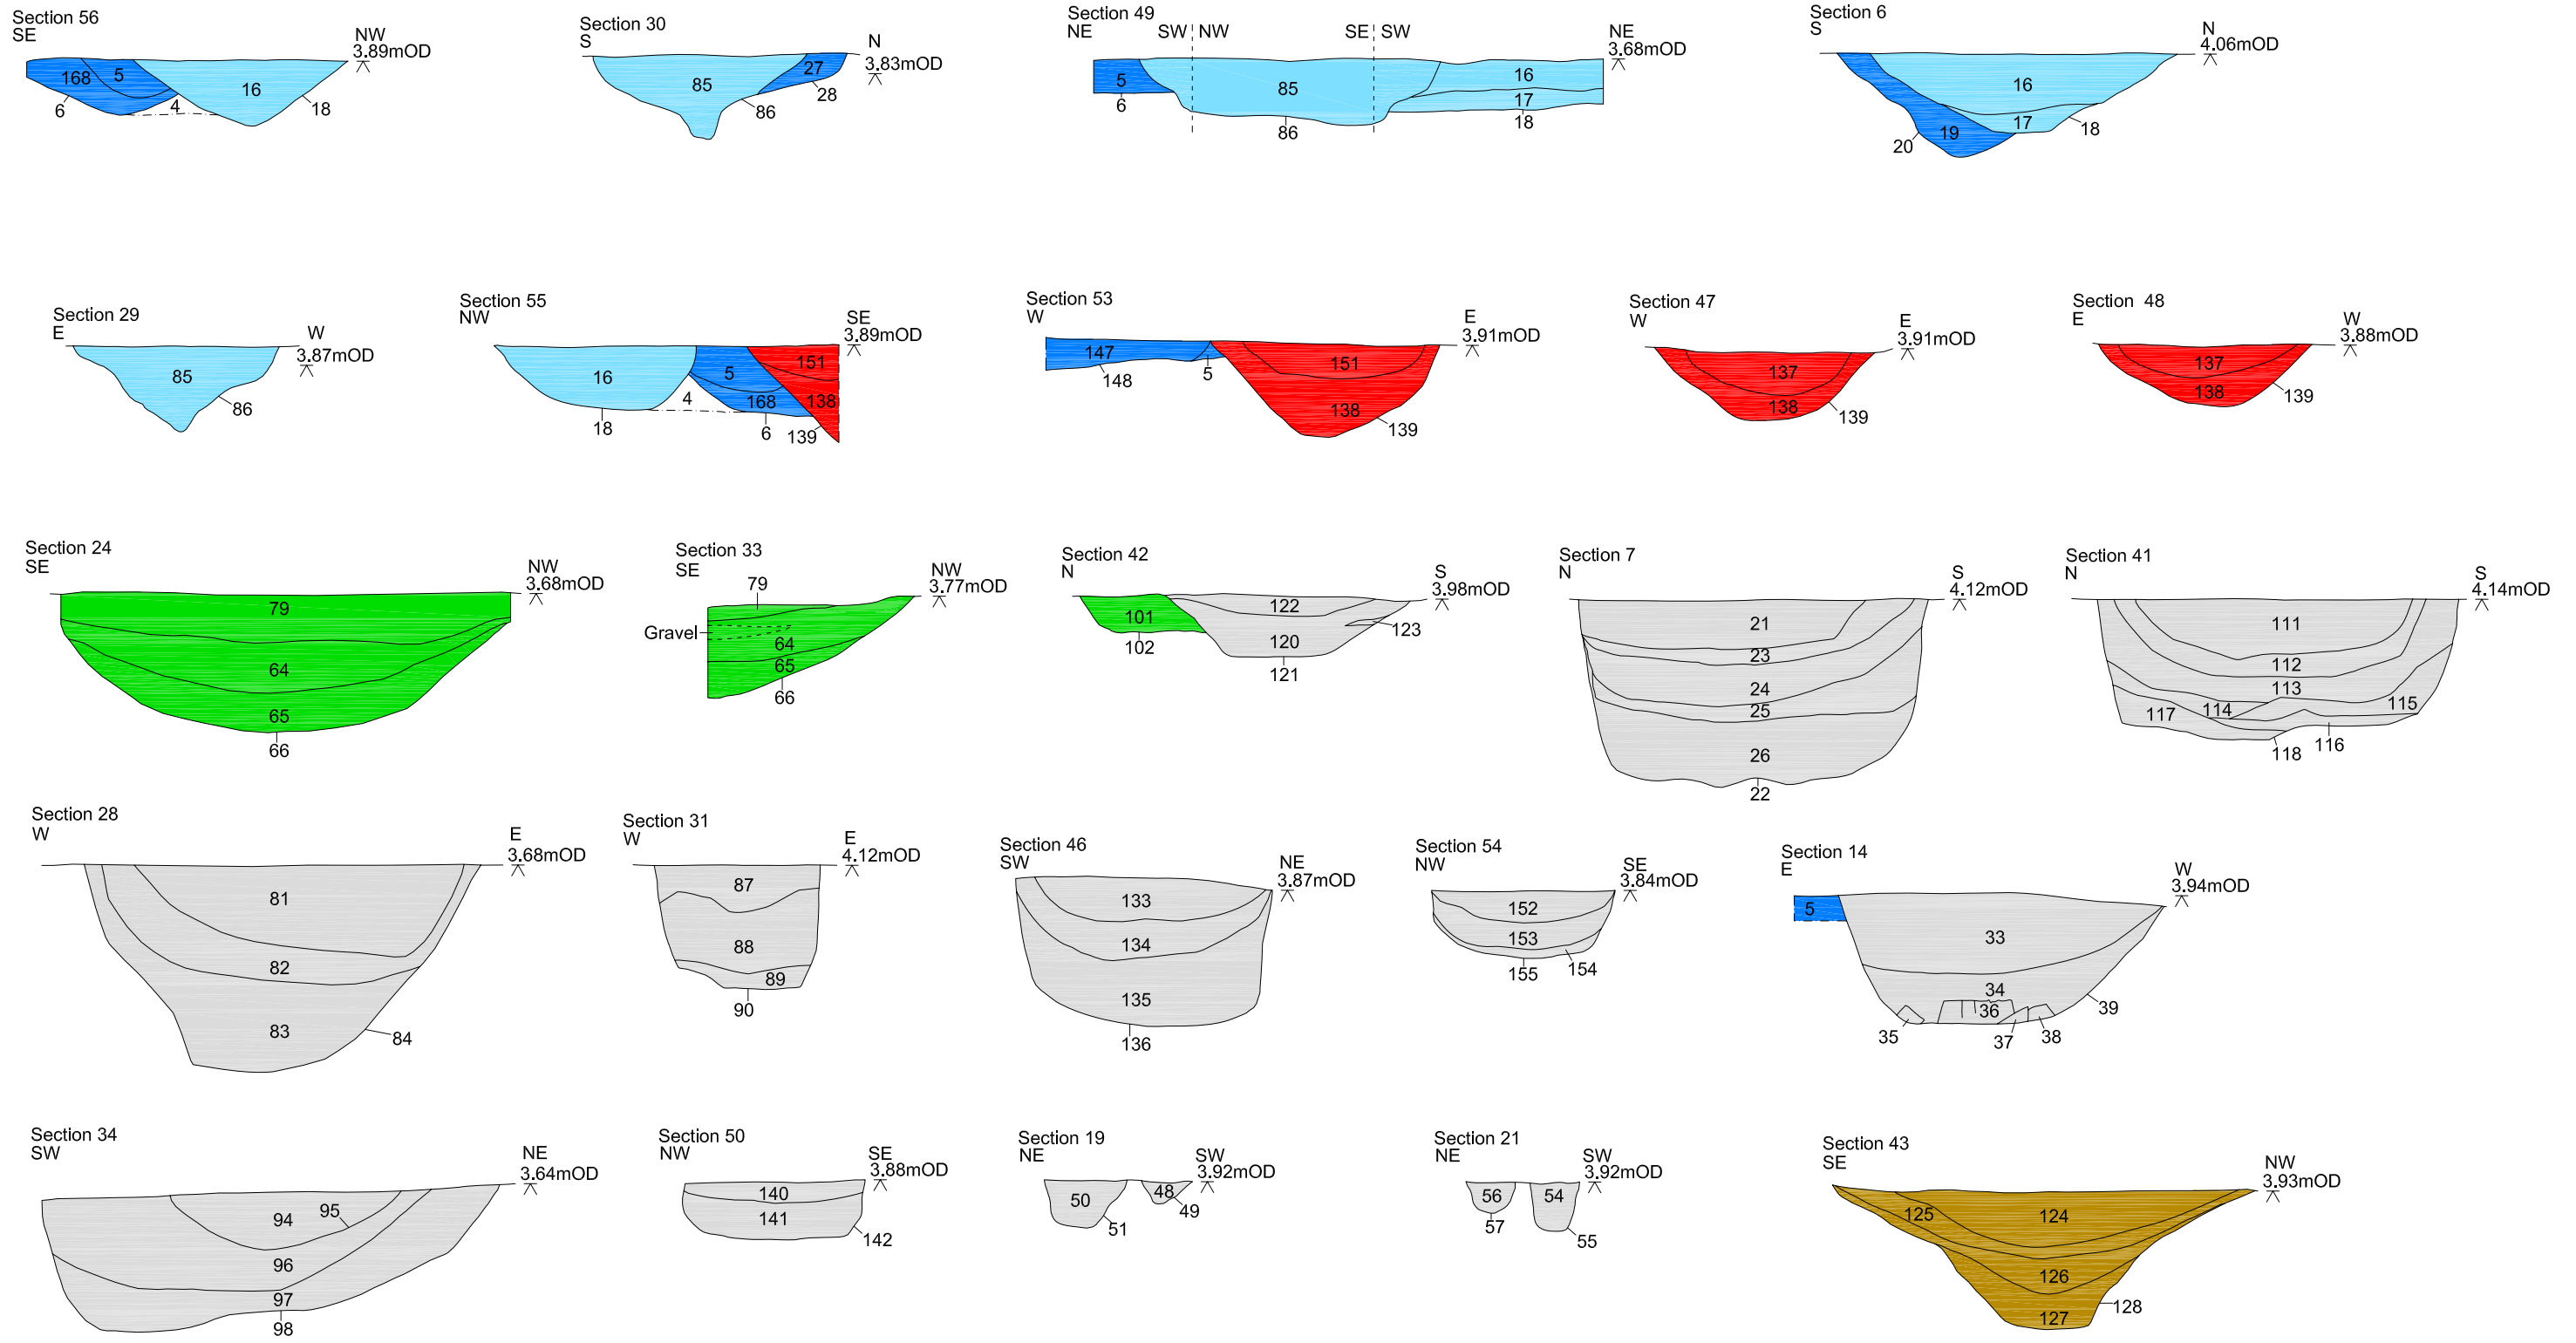 Section 56
SE
NW
3.89mOD
168
5
16
6
4
18
Section 30
S
N
3.83mOD
85
27
28
86
Section 49
NE
SW
NW
SE
SW
NE
3.68mOD
5
6
85
86
16
17
18
Section 6
S
N
4.06mOD
16
17
18
19
20
Section 29
E
W
3.87mOD
85
86
Section 55
NW
SE
3.89mOD
16
18
4
5
168
6
151
138
139
Section 53
W
E
3.91mOD
147
148
5
151
138
139
Section 47
W
E
3.91mOD
137
138
139
Section 48
E
W
3.88mOD
137
138
139
Section 24
SE
NW
3.68mOD
79
64
65
66
Section 33
SE
NW
3.77mOD
79
Gravel
64
65
66
Section 42
N
S
3.98mOD
101
102
122
120
123
121
Section 7
N
S
4.12mOD
21
23
24
25
26
22
Section 41
N
S
4.14mOD
111
112
113
114
115
117
118
116
Section 28
W
E
3.68mOD
81
82
83
84
Section 31
W
E
4.12mOD
87
88
89
90
Section 46
SW
NE
3.87mOD
133
134
135
136
Section 54
NW
SE
3.84mOD
152
153
154
155
Section 14
E
W
3.94mOD
5
33
34
36
35
37
38
39
Section 34
SW
NE
3.64mOD
94
95
96
97
98
Section 50
NW
SE
3.88mOD
140
141
142
Section 19
NE
SW
3.92mOD
50
48
51
49
Section 21
NE
SW
3.92mOD
56
54
57
55
Section 43
SE
NW
3.93mOD
125
124
126
127
128